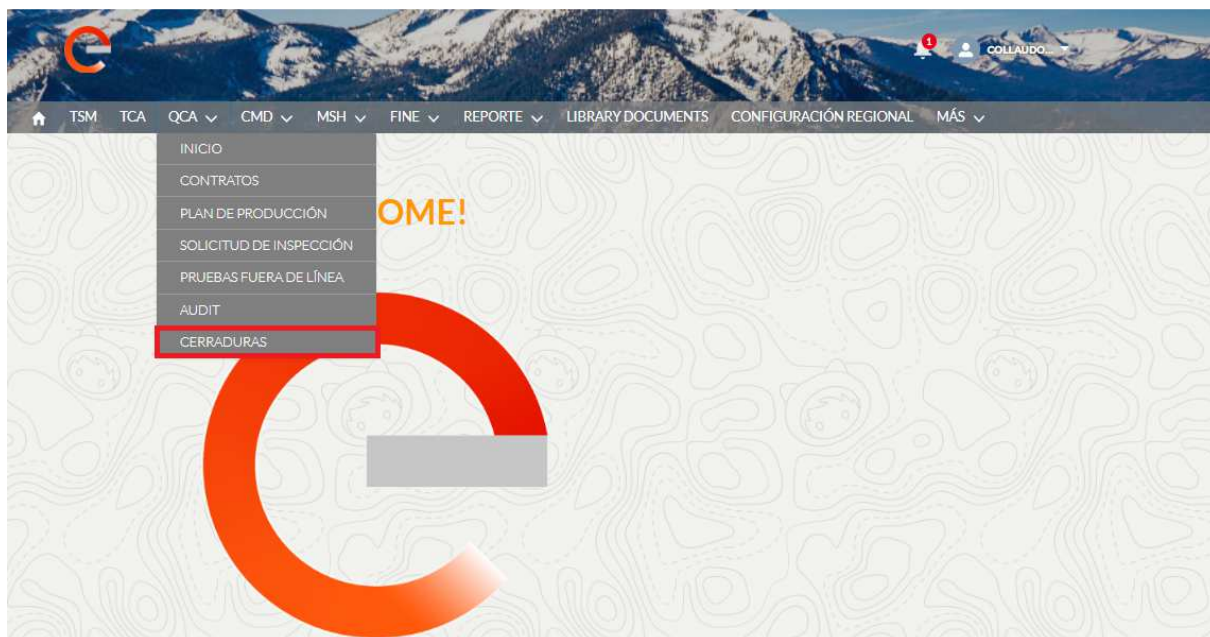 1
COLLAUDO...
TSM TCA QCA CMD MSH FINE REPORTE LIBRARY DOCUMENTS CONFIGURACIÓN REGIONAL MÁS
INICIO
CONTRATOS
PLAN DE PRODUCCIÓN
OME!
SOLICITUD DE INSPECCIÓN
PRUEBAS FUERA DE LÍNEA
AUDIT
CERRADURAS